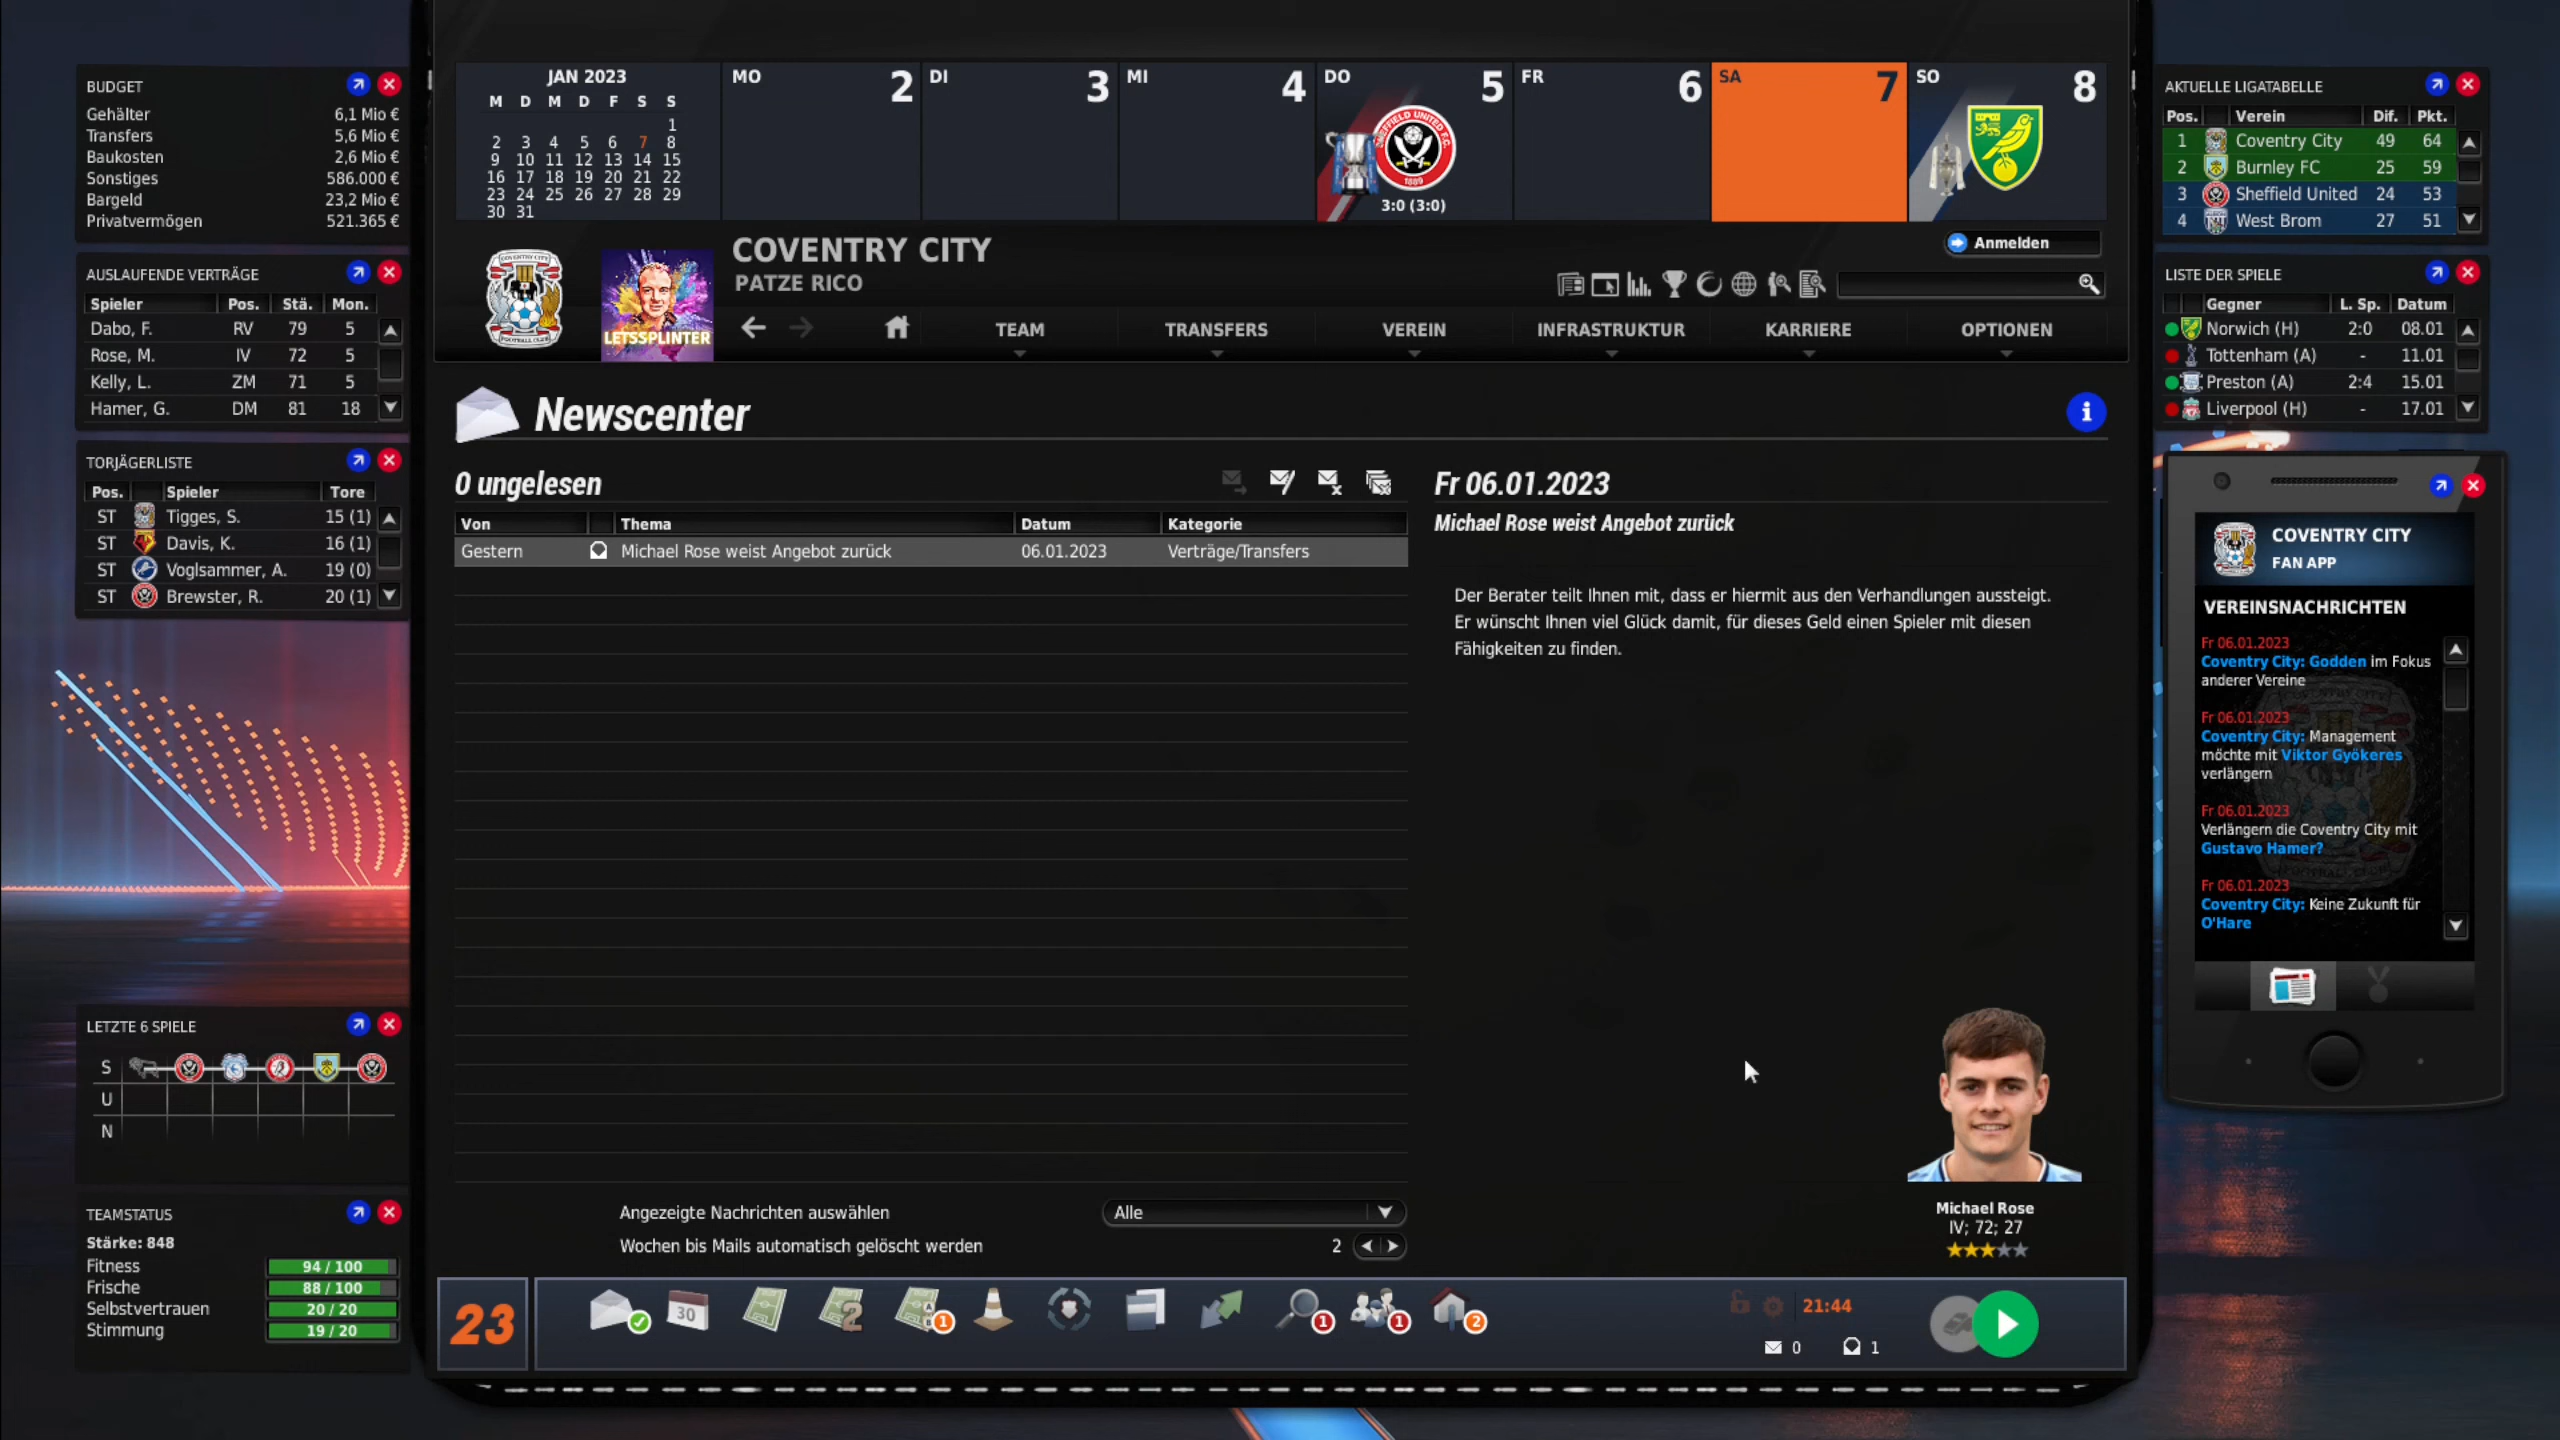 BUDGET
Gehälter 6,1 Mio €
Transfers 5,6 Mio €
Baukosten 2,6 Mio €
Sonstiges 586.000 €
Bargeld 23,2 Mio €
Privatvermögen 521.365 €
AUSLAUFENDE VERTRÄGE
Spieler Pos. Stä. Mon.
Dabo, F. RV 79 5
Rose, M. IV 72 5
Kelly, L. ZM 71 5
Hamer, G. DM 81 18
TORJÄGERLISTE
Pos. Spieler Tore
ST Tigges, S. 15 (1)
ST Davis, K. 16 (1)
ST Voglsammer, A. 19 (0)
ST Brewster, R. 20 (1)
LETZTE 6 SPIELE
S
U
N
TEAMSTATUS
Stärke: 848
Fitness 94 / 100
Frische 88 / 100
Selbstvertrauen 20 / 20
Stimmung 19 / 20
JAN 2023
M D M D F S S
1
2 3 4 5 6 7 8
9 10 11 12 13 14 15
16 17 18 19 20 21 22
23 24 25 26 27 28 29
30 31
MO 2 DI 3 MI 4 DO 5 FR 6 SA 7 SO 8
SHEFFIELD UNITED F.C.
1889
3:0 (3:0)
COVENTRY CITY
PATZE RICO
Anmelden
COVENTRY CITY
FOOTBALL CLUB
LETSSPLINTER
TEAM TRANSFERS VEREIN INFRASTRUKTUR KARRIERE OPTIONEN
Newscenter
i
0 ungelesen
Von Thema Datum Kategorie
Gestern Michael Rose weist Angebot zurück 06.01.2023 Verträge/Transfers
Fr 06.01.2023
Michael Rose weist Angebot zurück
Der Berater teilt Ihnen mit, dass er hiermit aus den Verhandlungen aussteigt.
Er wünscht Ihnen viel Glück damit, für dieses Geld einen Spieler mit diesen
Fähigkeiten zu finden.
Michael Rose
IV; 72; 27
Angezeigte Nachrichten auswählen Alle
Wochen bis Mails automatisch gelöscht werden 2
23
30
2
1
1
1
2
21:44
0 1
AKTUELLE LIGATABELLE
Pos. Verein Dif. Pkt.
1 Coventry City 49 64
2 Burnley FC 25 59
3 Sheffield United 24 53
4 West Brom 27 51
LISTE DER SPIELE
Gegner L. Sp. Datum
Norwich (H) 2:0 08.01
Tottenham (A) - 11.01
Preston (A) 2:4 15.01
Liverpool (H) - 17.01
COVENTRY CITY
FAN APP
VEREINSNACHRICHTEN
Fr 06.01.2023
Coventry City: Godden im Fokus
anderer Vereine
Fr 06.01.2023
Coventry City: Management
möchte mit Viktor Gyökeres
verlängern
Fr 06.01.2023
Verlängern die Coventry City mit
Gustavo Hamer?
Fr 06.01.2023
Coventry City: Keine Zukunft für
O'Hare